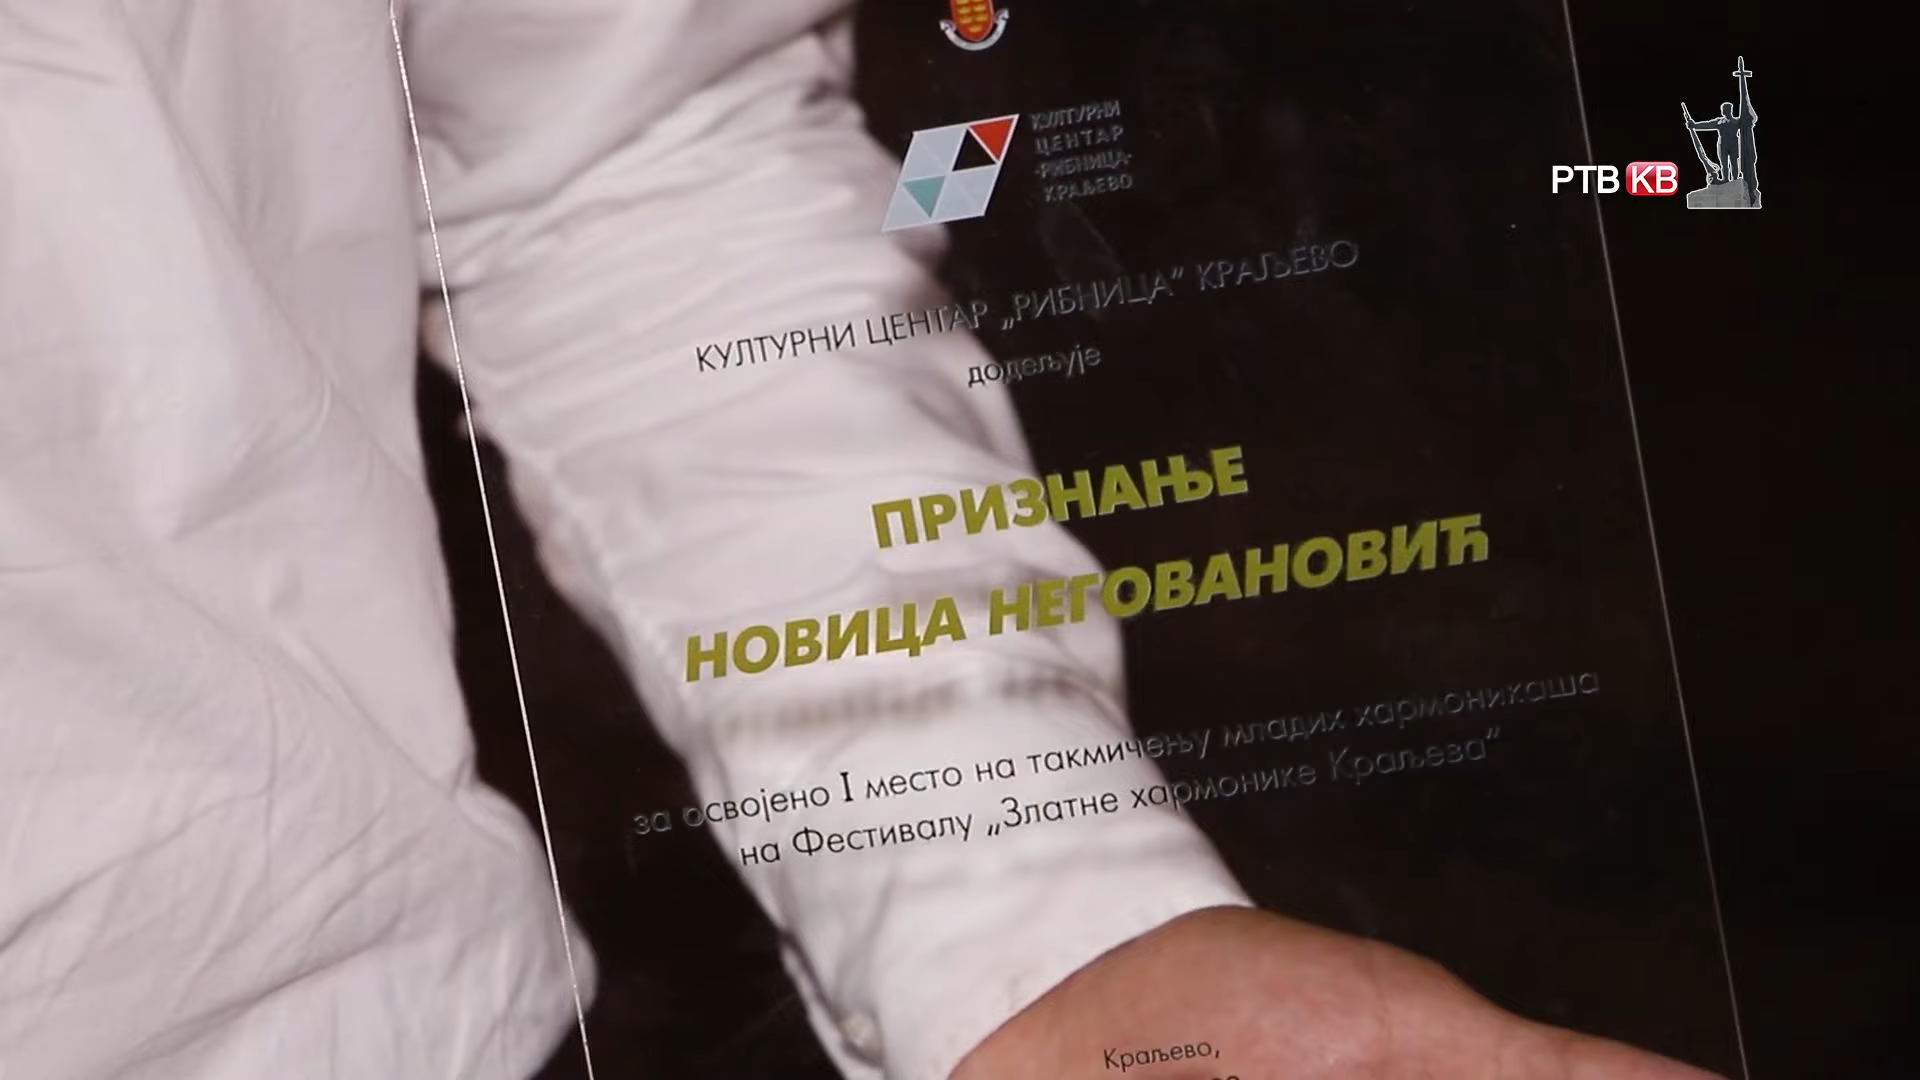 КУЛТУРНИ
ЦЕНТАР
-РИБНИЦА-
КРАЉЕВО
РТВ КВ
КУЛТУРНИ ЦЕНТАР „РИБНИЦА“ КРАЉЕВО
додељује
ПРИЗНАЊЕ
НОВИЦА НЕГОВАНОВИЋ
за освојено I место на такмичењу младих хармоникаша
на Фестивалу „Златне хармонике Краљева“
Краљево,